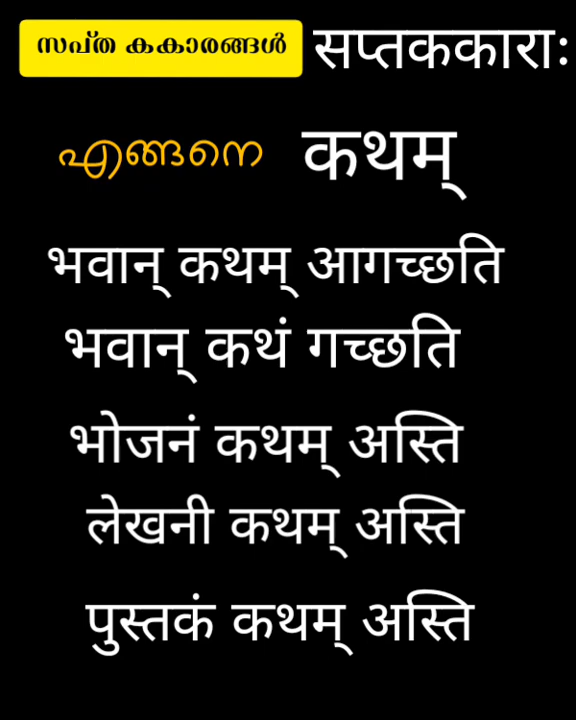 സപ്ത കകാരങ്ങൾ सप्तककाराः
എങ്ങനെ कथम्
भवान् कथम् आगच्छति
भवान् कथं गच्छति
भोजनं कथम् अस्ति
लेखनी कथम् अस्ति
पुस्तकं कथम् अस्ति